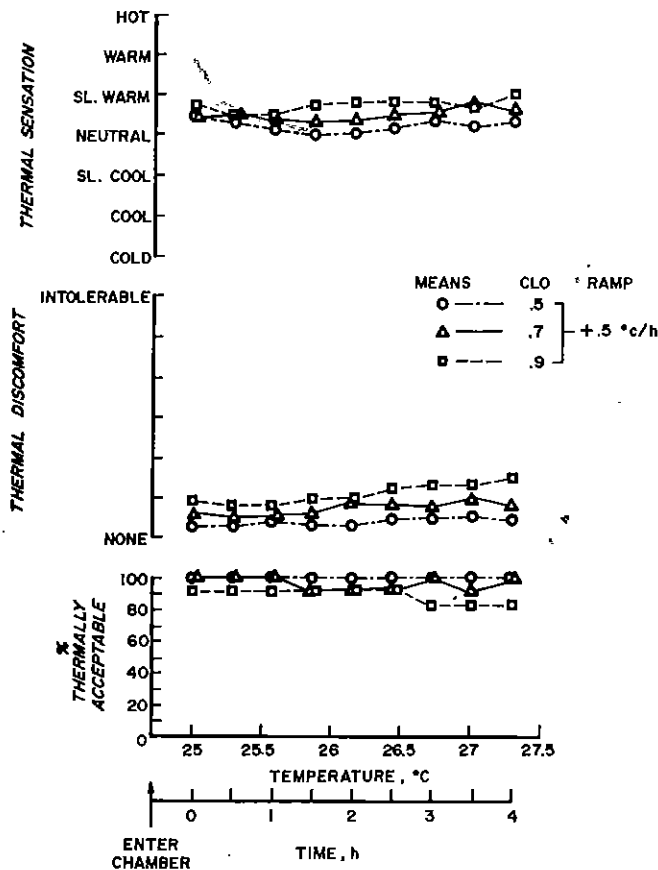 HOT
WARM
SL. WARM
NEUTRAL
SL. COOL
COOL
COLD
THERMAL SENSATION
MEANS CLO RAMP
.5
.7
.9
+.5 °c/h
INTOLERABLE
NONE
THERMAL DISCOMFORT
100
80
60
40
20
0
%
THERMALLY
ACCEPTABLE
25 25.5 26 26.5 27 27.5
TEMPERATURE, °C
0 1 2 3 4
ENTER
CHAMBER
TIME, h